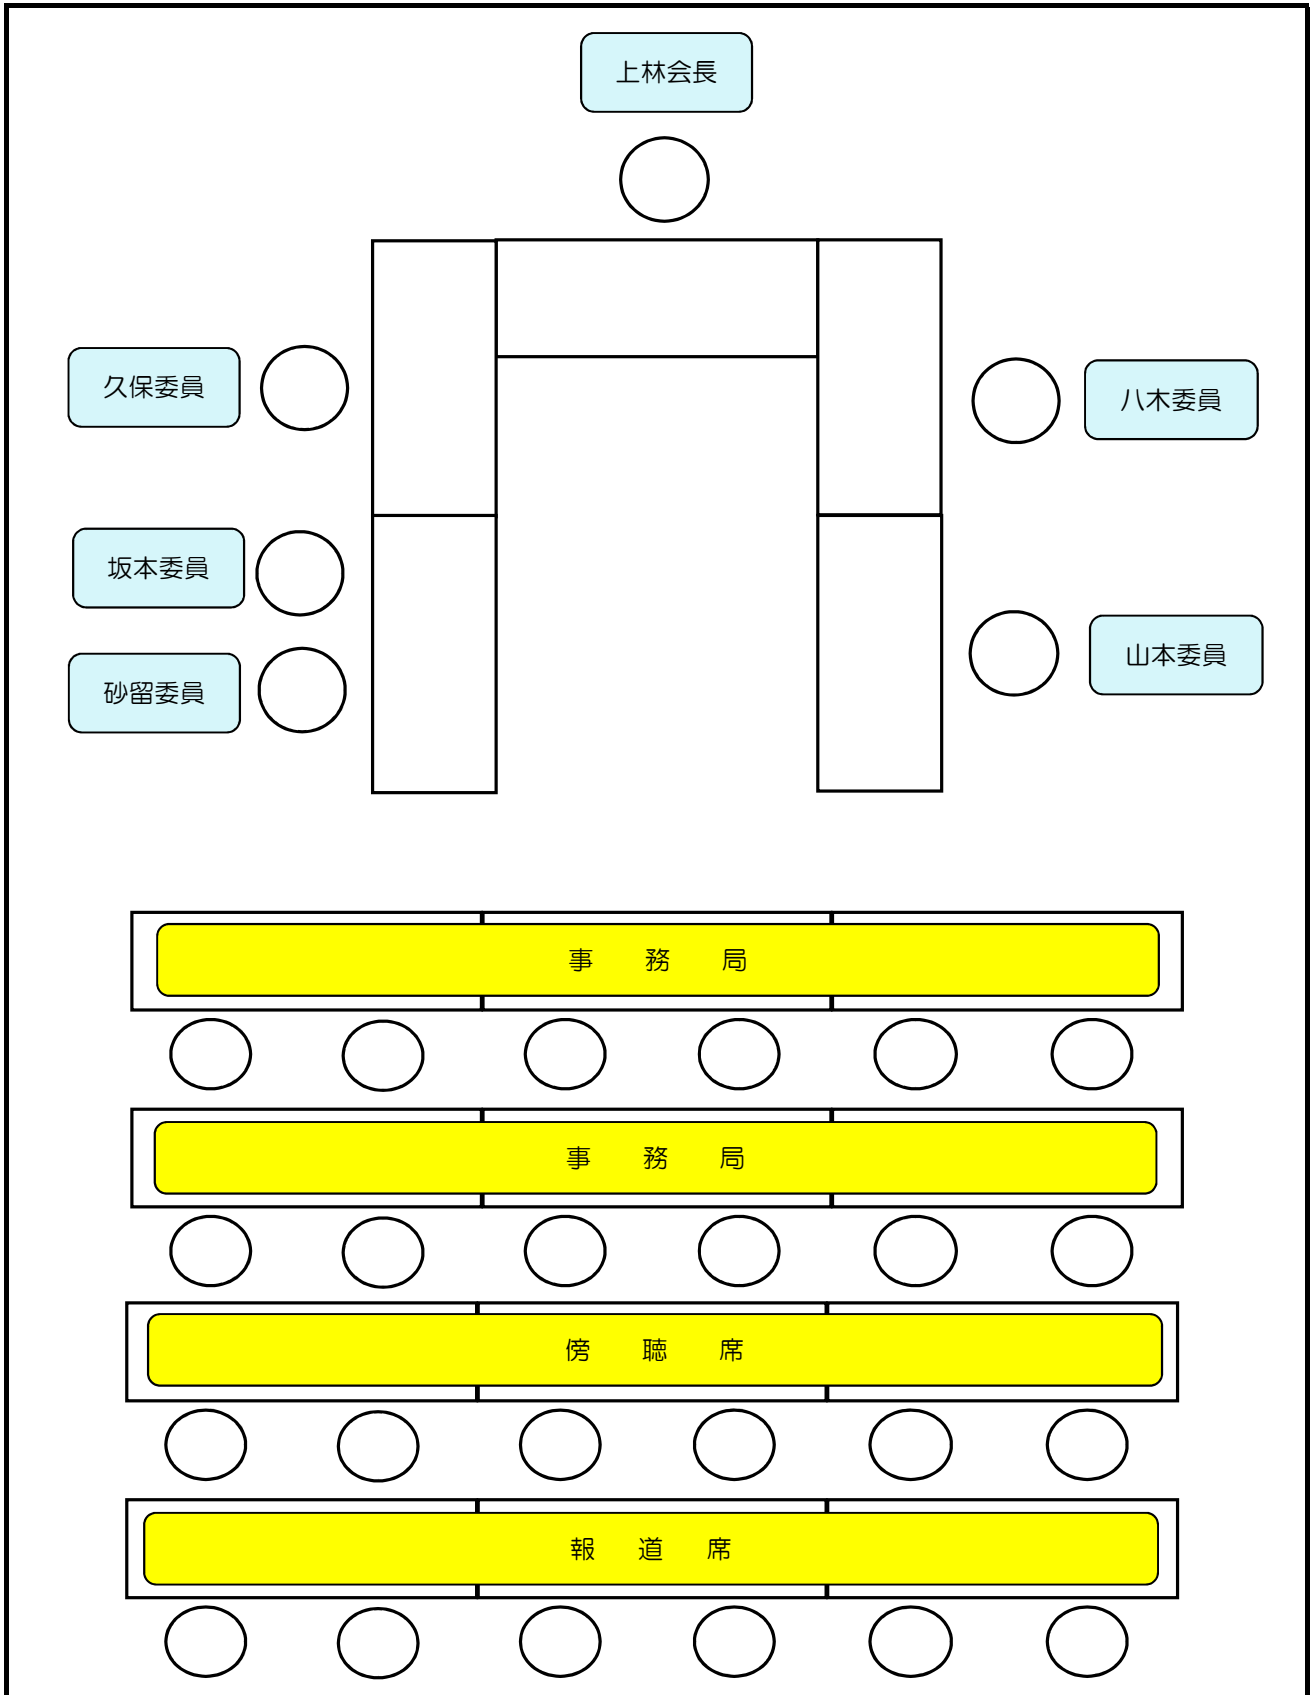 上林会長
久保委員
八木委員
坂本委員
山本委員
砂留委員
事　務　局
事　務　局
傍　聴　席
報　道　席